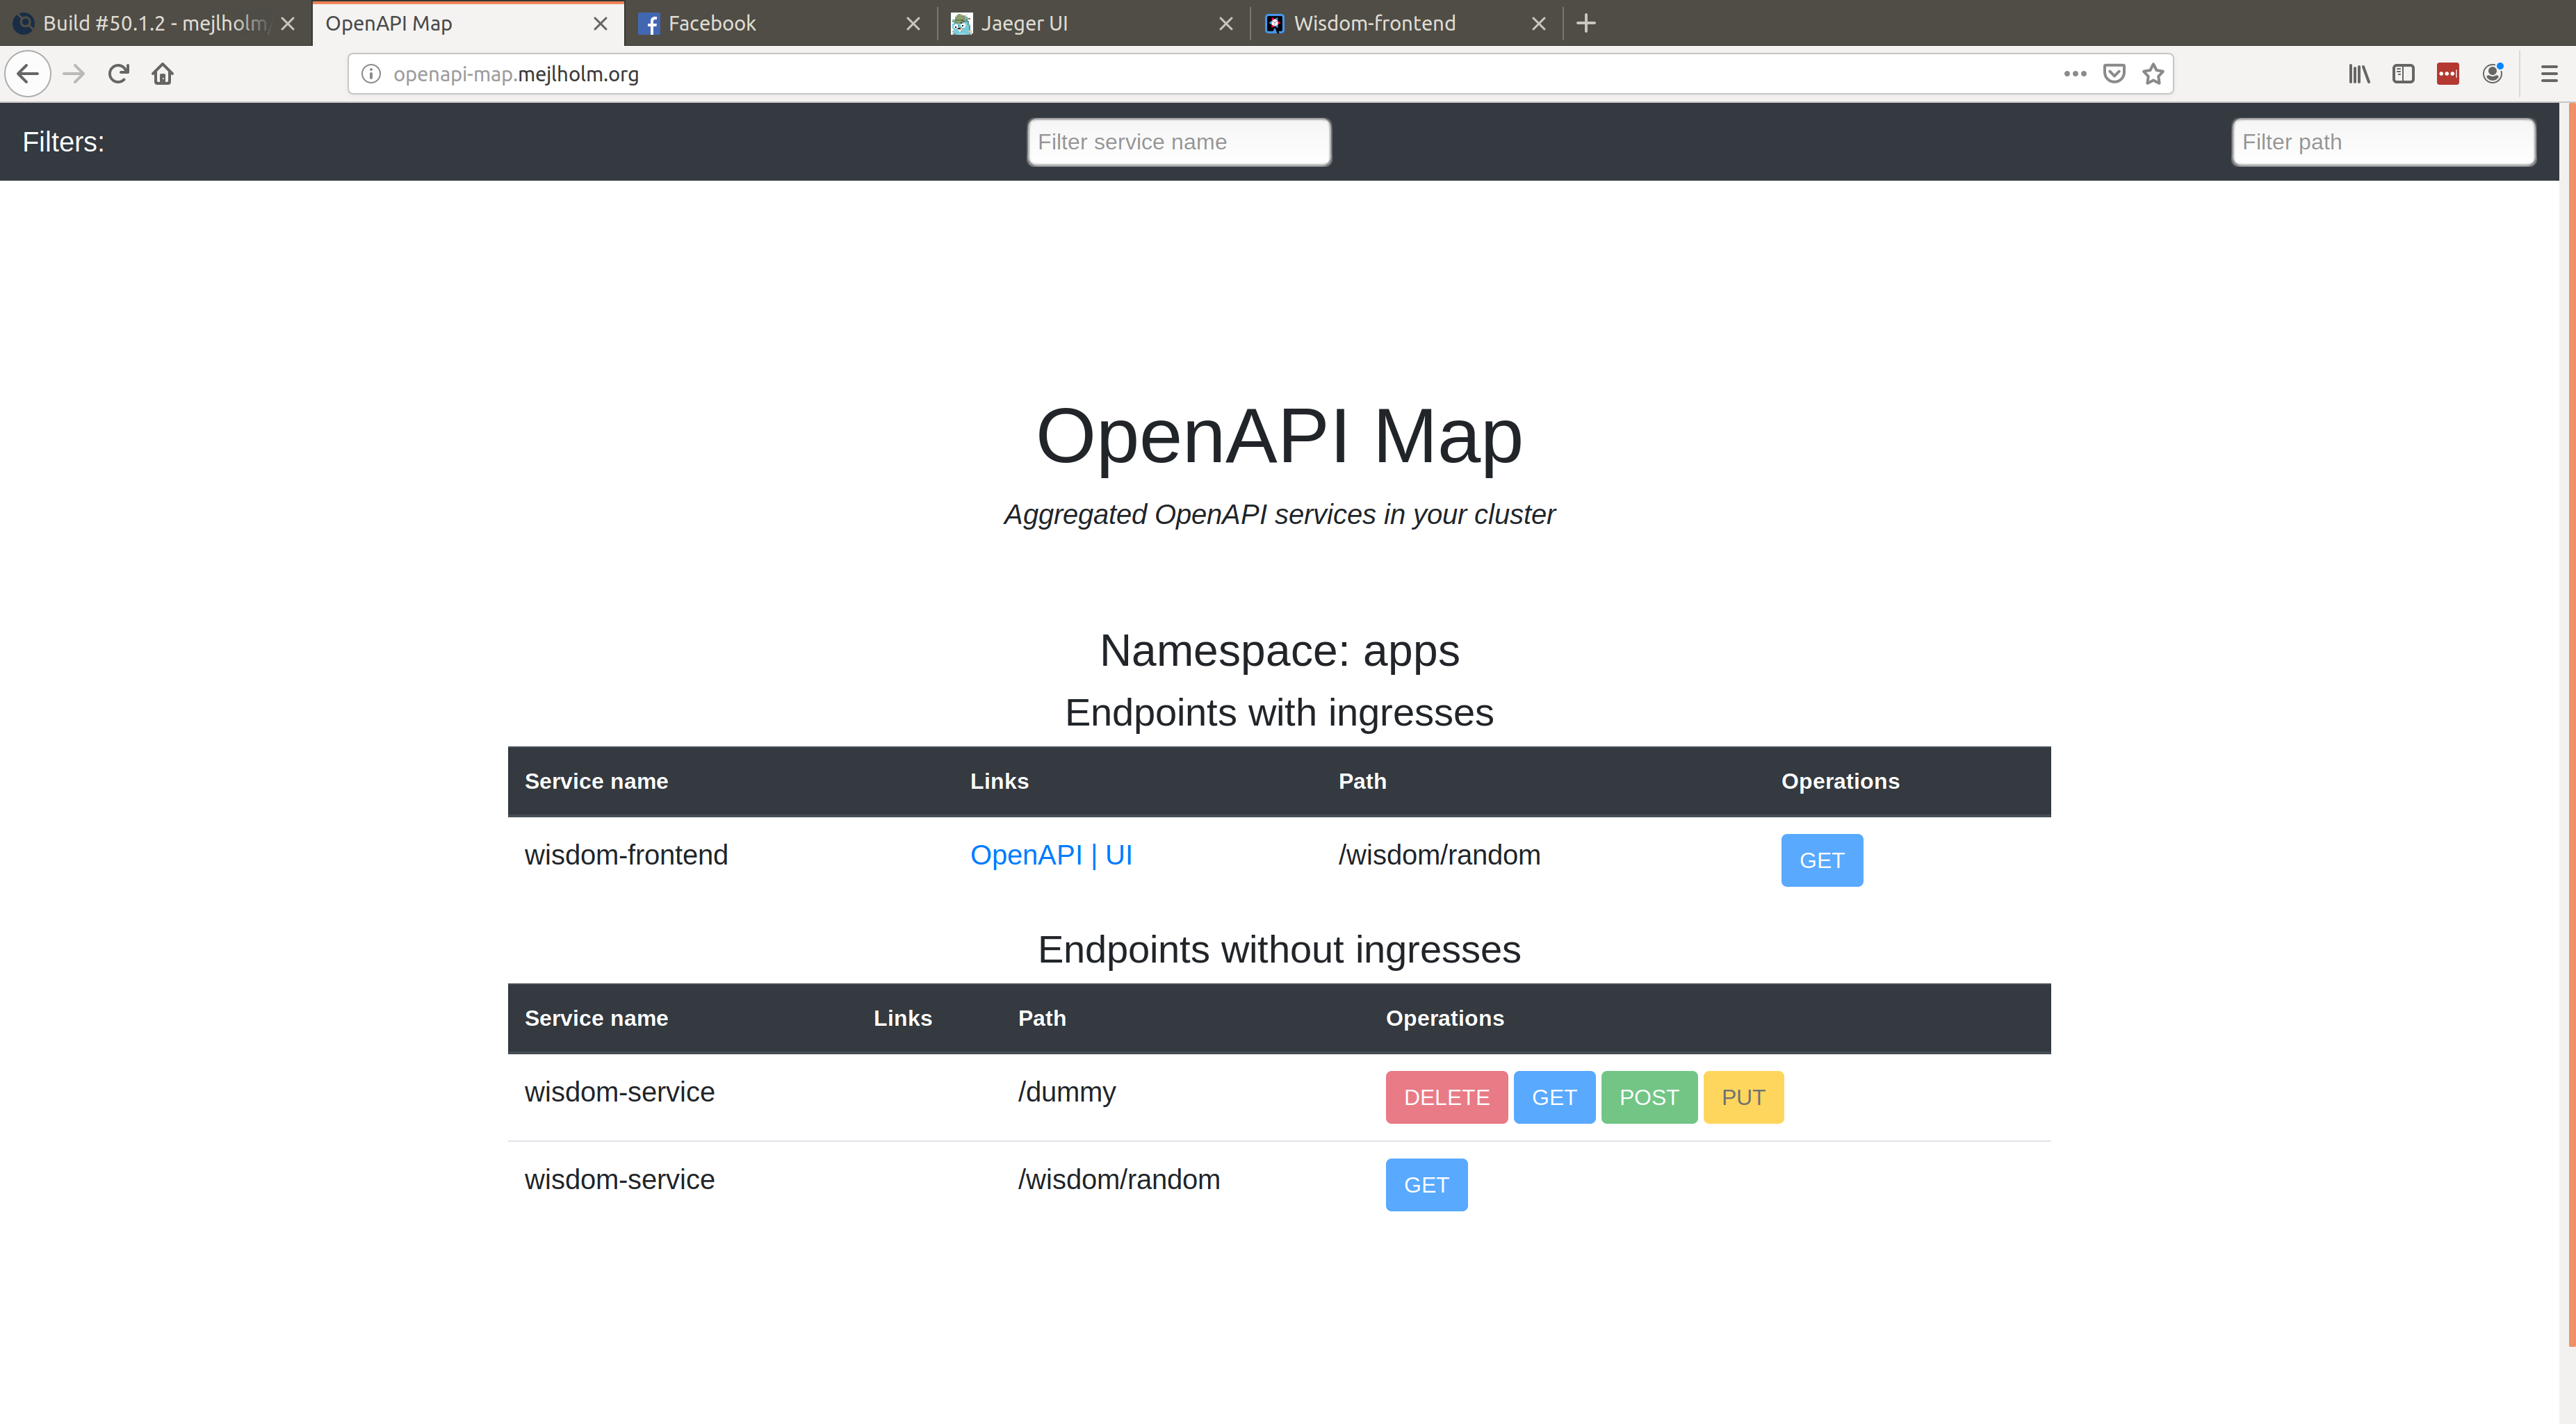 Build #50.1.2 - mejlholm/
OpenAPI Map
Facebook
Jaeger UI
Wisdom-frontend
openapi-map.mejlholm.org
Filters:
Filter service name
Filter path
OpenAPI Map
Aggregated OpenAPI services in your cluster
Namespace: apps
Endpoints with ingresses
Service name Links Path Operations
wisdom-frontend OpenAPI | UI /wisdom/random GET
Endpoints without ingresses
Service name Links Path Operations
wisdom-service /dummy DELETE GET POST PUT
wisdom-service /wisdom/random GET